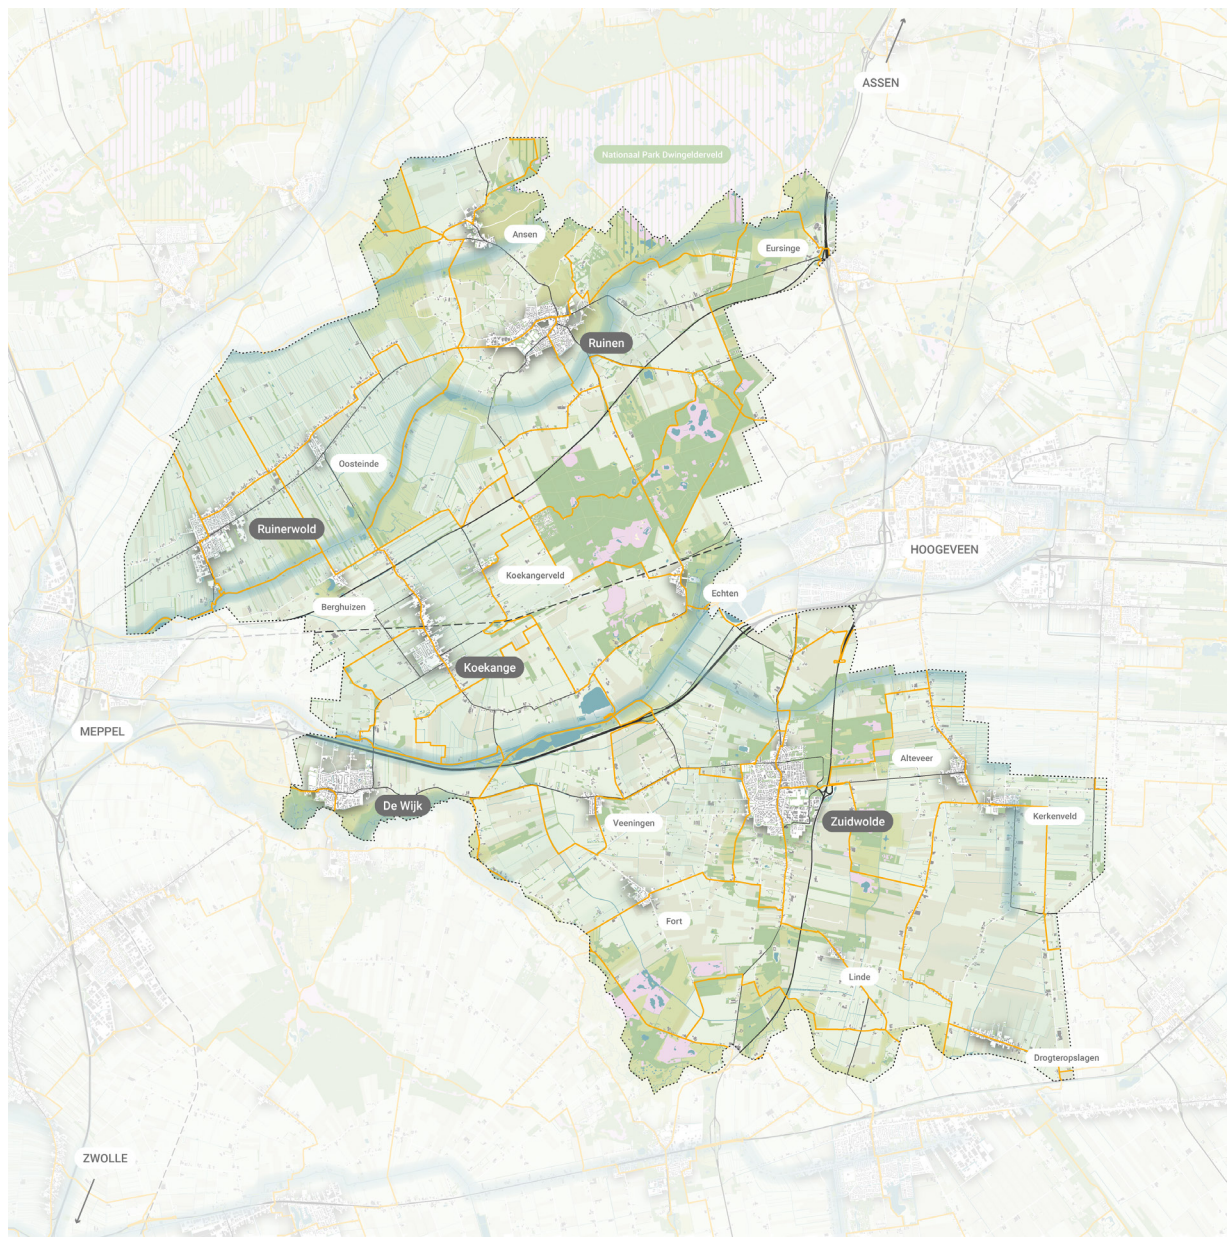 ASSEN
Nationaal Park Dwingelderveld
Ansen
Eursinge
Ruinen
Oosteinde
Ruinerwold
HOOGEVEEN
Koekangerveld
Echten
Berghuizen
Koekange
MEPPEL
Alteveer
De Wijk
Veeningen
Zuidwolde
Kerkenveld
Fort
Linde
Drogteropslagen
ZWOLLE